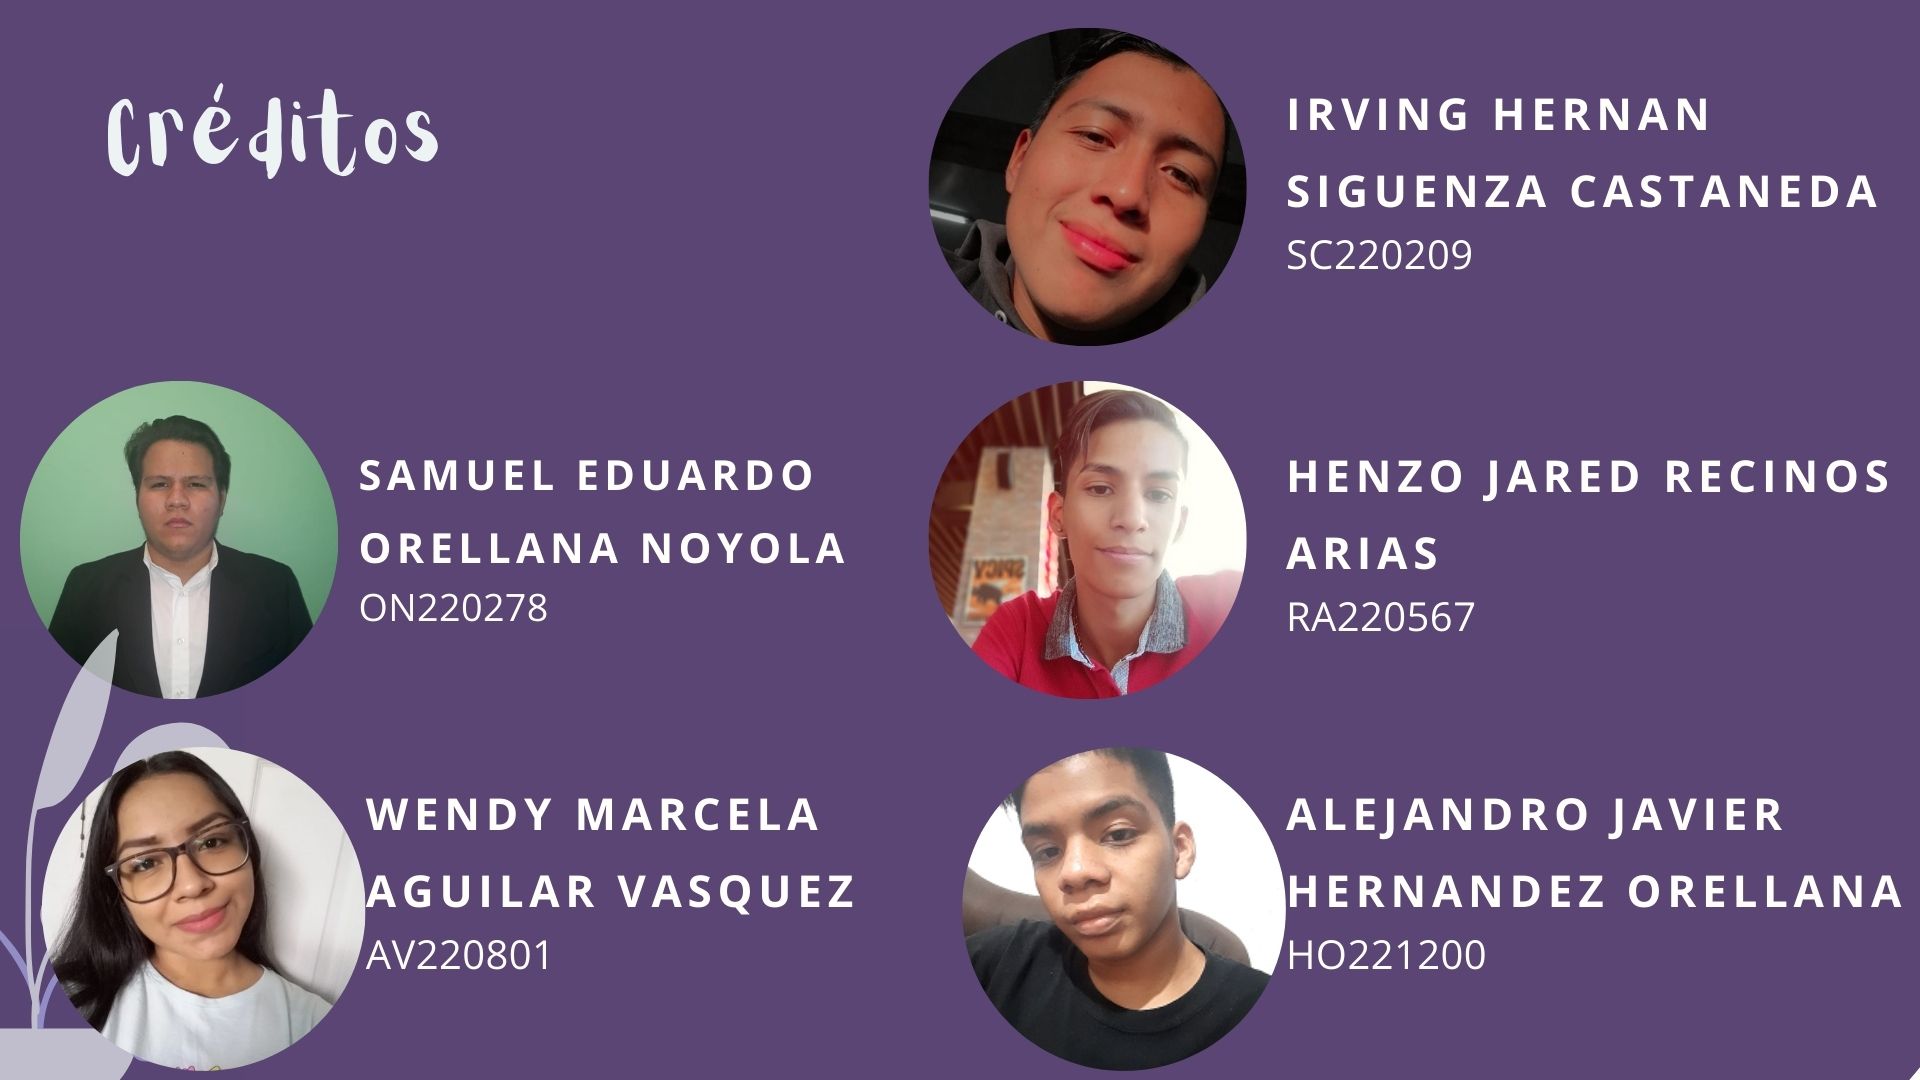 Créditos
IRVING HERNAN
SIGUENZA CASTANEDA
SC220209
SAMUEL EDUARDO
ORELLANA NOYOLA
ON220278
HENZO JARED RECINOS
ARIAS
RA220567
SPICY
WENDY MARCELA
AGUILAR VASQUEZ
AV220801
ALEJANDRO JAVIER
HERNANDEZ ORELLANA
HO221200